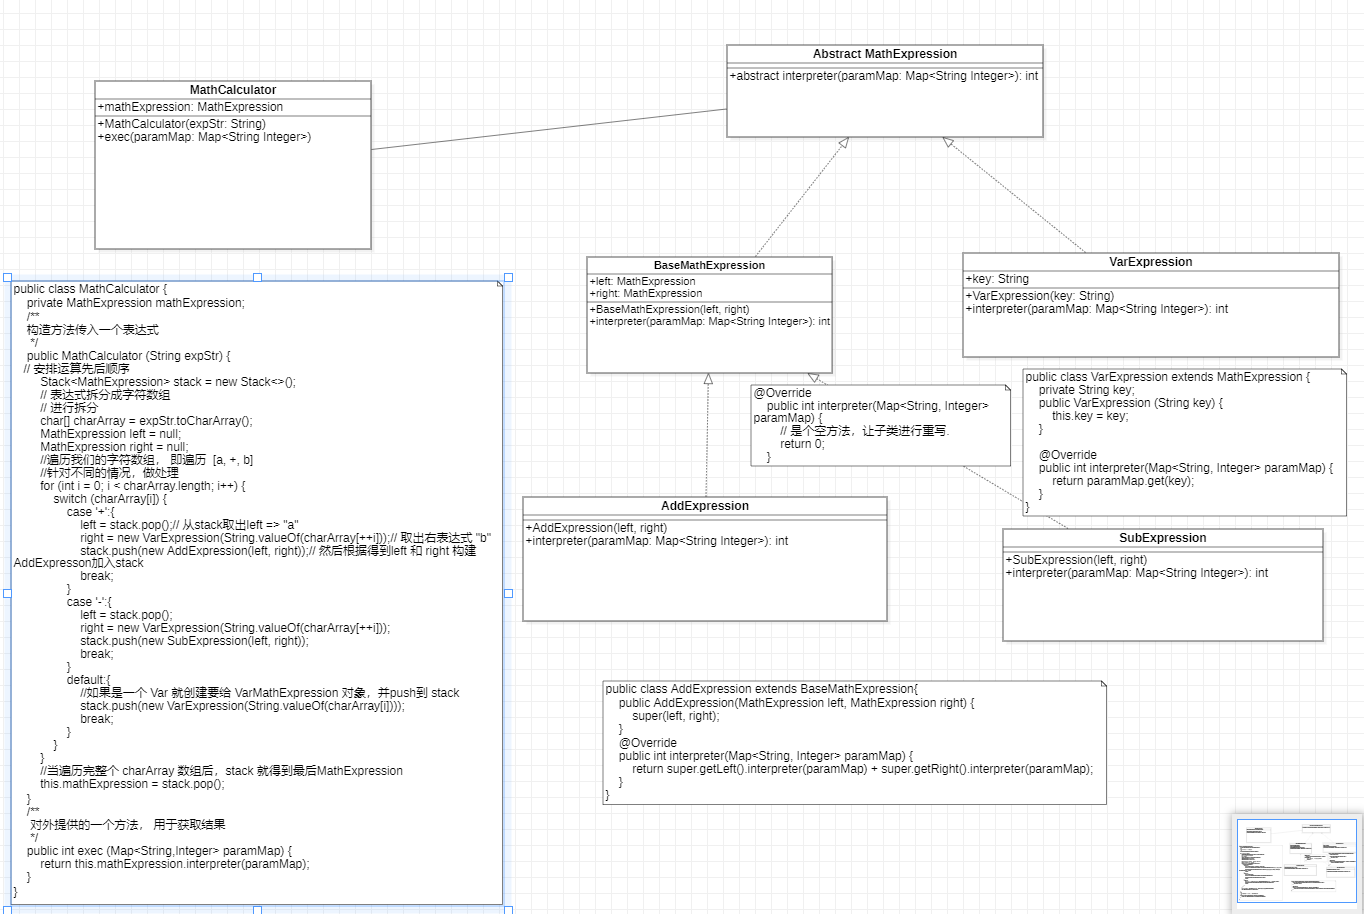 Abstract MathExpression
+abstract interpreter(paramMap: Map<String Integer>): int
MathCalculator
+mathExpression: MathExpression
+MathCalculator(expStr: String)
+exec(paramMap: Map<String Integer>)
BaseMathExpression
+left: MathExpression
+right: MathExpression
+BaseMathExpression(left, right)
+interpreter(paramMap: Map<String Integer>): int
VarExpression
+key: String
+VarExpression(key: String)
+interpreter(paramMap: Map<String Integer>): int
public class MathCalculator {
private MathExpression mathExpression;
/**
构造方法传入一个表达式
*/
public MathCalculator (String expStr) {
// 安排运算先后顺序
Stack<MathExpression> stack = new Stack<>();
// 表达式拆分成字符数组
// 进行拆分
char[] charArray = expStr.toCharArray();
MathExpression left = null;
MathExpression right = null;
//遍历我们的字符数组， 即遍历 [a, +, b]
//针对不同的情况，做处理
for (int i = 0; i < charArray.length; i++) {
switch (charArray[i]) {
case '+':{
left = stack.pop();// 从stack取出left => "a"
right = new VarExpression(String.valueOf(charArray[++i]));// 取出右表达式 "b"
stack.push(new AddExpression(left, right));// 然后根据得到left 和 right 构建
AddExpresson加入stack
break;
}
case '-':{
left = stack.pop();
right = new VarExpression(String.valueOf(charArray[++i]));
stack.push(new SubExpression(left, right));
break;
}
default:{
//如果是一个 Var 就创建要给 VarMathExpression 对象，并push到 stack
stack.push(new VarExpression(String.valueOf(charArray[i])));
break;
}
}
}
//当遍历完整个 charArray 数组后，stack 就得到最后MathExpression
this.mathExpression = stack.pop();
}
/**
对外提供的一个方法， 用于获取结果
*/
public int exec (Map<String,Integer> paramMap) {
return this.mathExpression.interpreter(paramMap);
}
}
@Override
public int interpreter(Map<String, Integer>
paramMap) {
// 是个空方法，让子类进行重写.
return 0;
}
public class VarExpression extends MathExpression {
private String key;
public VarExpression (String key) {
this.key = key;
}
@Override
public int interpreter(Map<String, Integer> paramMap) {
return paramMap.get(key);
}
}
AddExpression
+AddExpression(left, right)
+interpreter(paramMap: Map<String Integer>): int
SubExpression
+SubExpression(left, right)
+interpreter(paramMap: Map<String Integer>): int
public class AddExpression extends BaseMathExpression{
public AddExpression(MathExpression left, MathExpression right) {
super(left, right);
}
@Override
public int interpreter(Map<String, Integer> paramMap) {
return super.getLeft().interpreter(paramMap) + super.getRight().interpreter(paramMap);
}
}